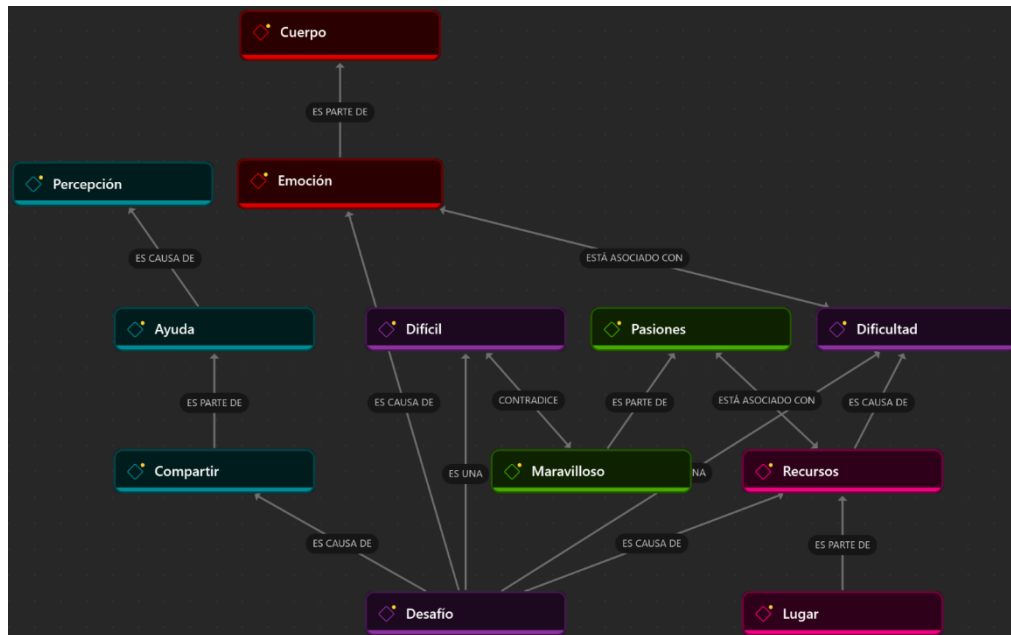 Cuerpo
ES PARTE DE
Percepción
Emoción
ES CAUSA DE
ESTÁ ASOCIADO CON
Ayuda
Difícil
Pasiones
Dificultad
ES PARTE DE
ES CAUSA DE
CONTRADICE
ES PARTE DE
ESTÁ ASOCIADO CON
ES CAUSA DE
Compartir
ES UNA
Maravilloso
NA
Recursos
ES CAUSA DE
ES CAUSA DE
ES PARTE DE
Desafío
Lugar